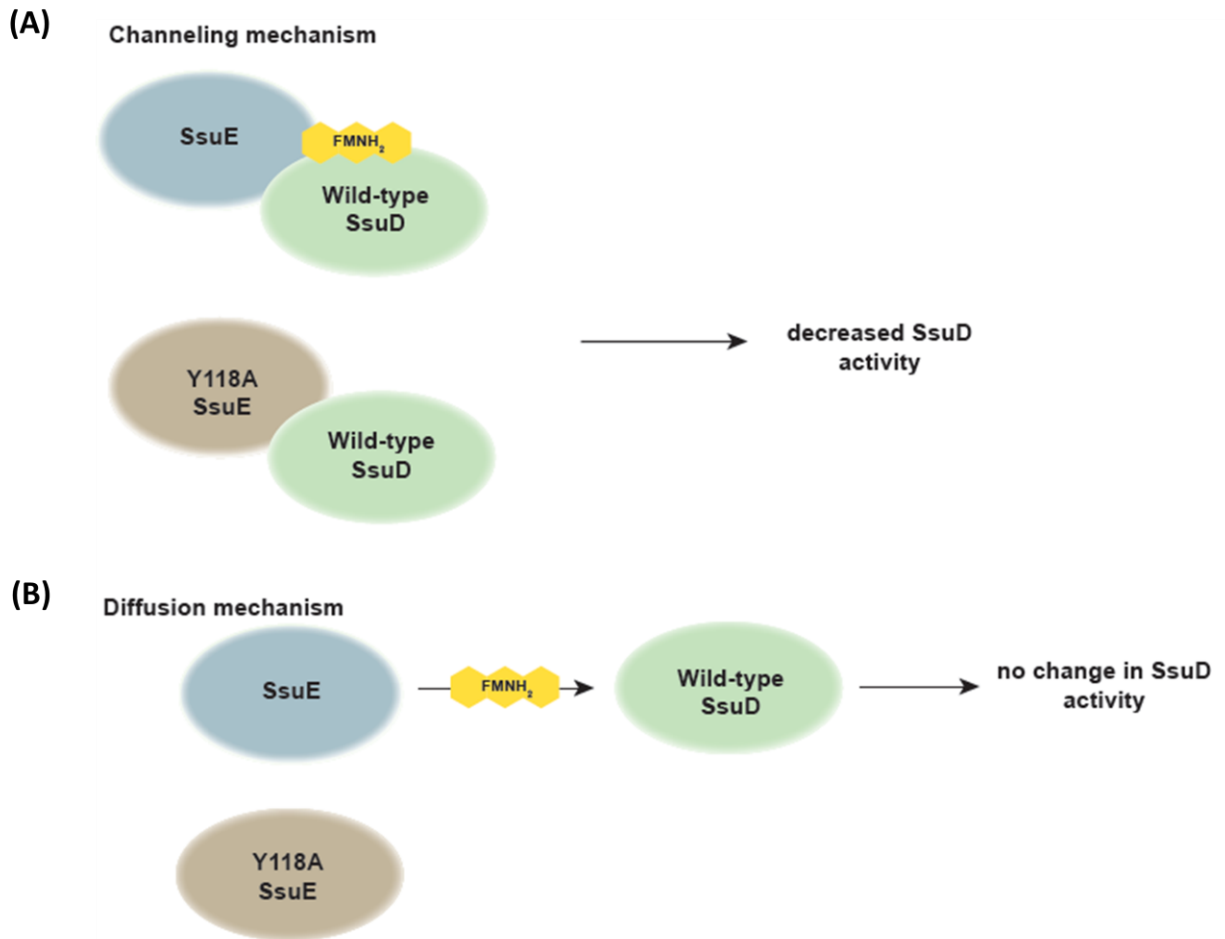 (A)
Channeling mechanism
SsuE
FMNH₂
Wild-type
SsuD
Y118A
SsuE
Wild-type
SsuD
decreased SsuD
activity
(B)
Diffusion mechanism
SsuE
FMNH₂
Wild-type
SsuD
no change in SsuD
activity
Y118A
SsuE